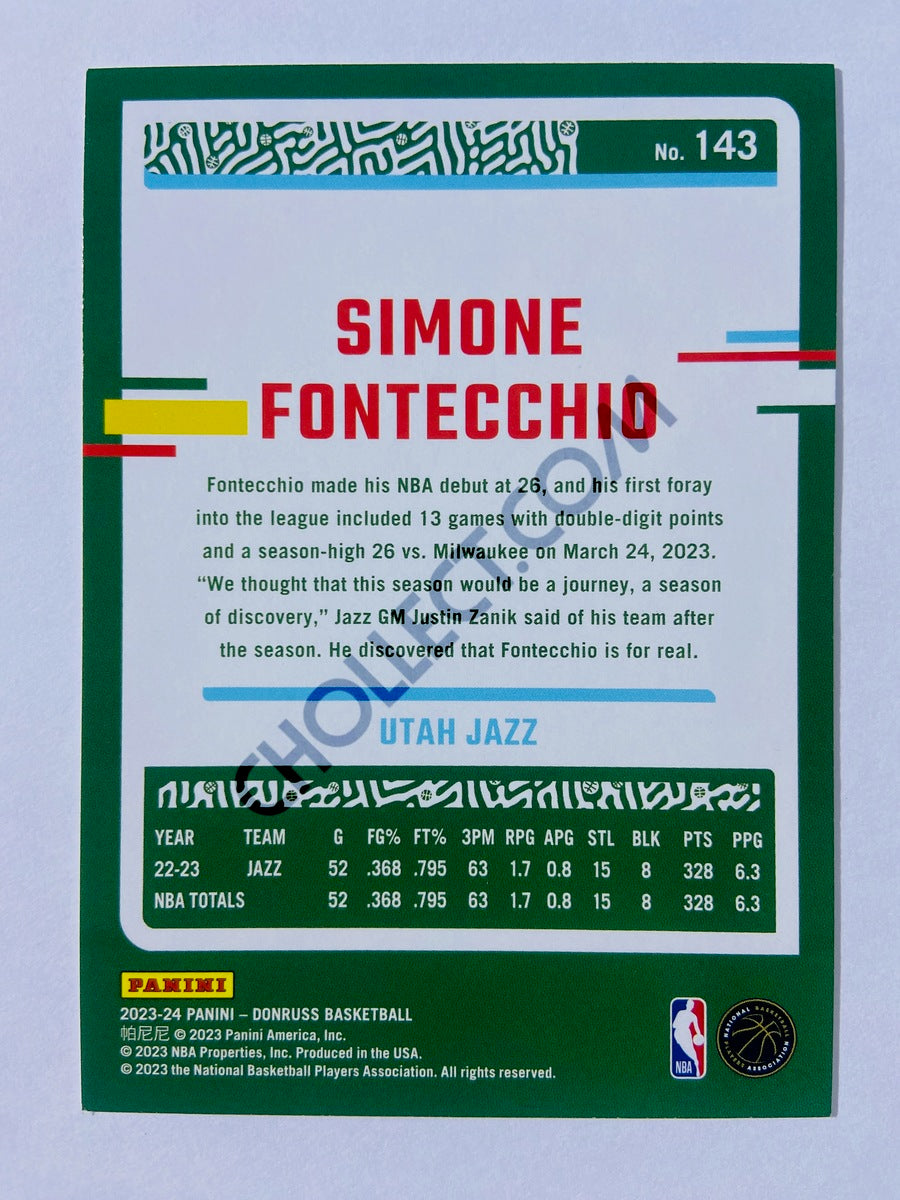 No. 143
SIMONE
FONTECCHIO
Fontecchio made his NBA debut at 26, and his first foray
into the league included 13 games with double-digit points
and a season-high 26 vs. Milwaukee on March 24, 2023.
“We thought that this season would be a journey, a season
of discovery,” Jazz GM Justin Zanik said of his team after
the season. He discovered that Fontecchio is for real.
CHOLLECT.COM
UTAH JAZZ
YEAR TEAM G FG% FT% 3PM RPG APG STL BLK PTS PPG
22-23 JAZZ 52 .368 .795 63 1.7 0.8 15 8 328 6.3
NBA TOTALS 52 .368 .795 63 1.7 0.8 15 8 328 6.3
PANINI
2023-24 PANINI – DONRUSS BASKETBALL
帕尼尼 © 2023 Panini America, Inc.
© 2023 NBA Properties, Inc. Produced in the USA.
© 2023 the National Basketball Players Association. All rights reserved.
NBA
NATIONAL BASKETBALL PLAYERS ASSOCIATION